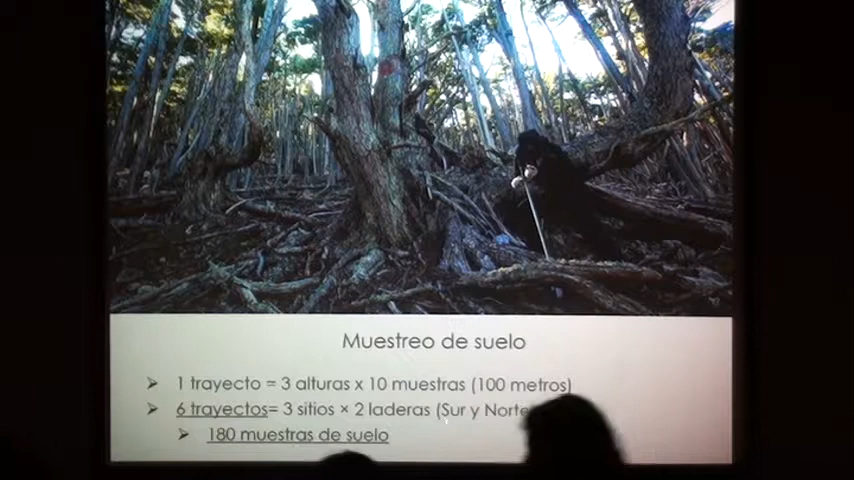 Muestreo de suelo
➤ 1 trayecto = 3 alturas x 10 muestras (100 metros)
➤ 6 trayectos= 3 sitios × 2 laderas (Sur y Norte
➤ 180 muestras de suelo